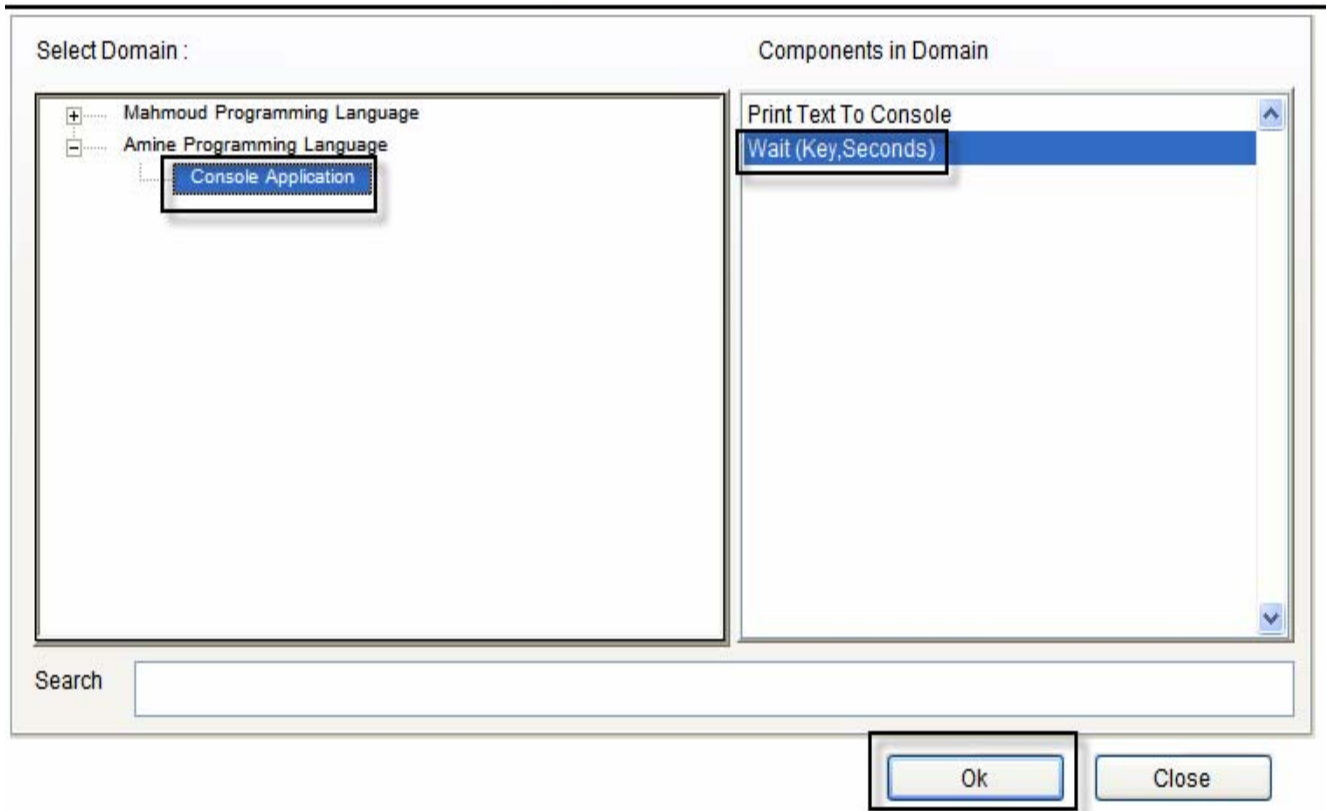 Select Domain :
Components in Domain
Mahmoud Programming Language
Amine Programming Language
Console Application
Print Text To Console
Wait (Key,Seconds)
Search
Ok
Close